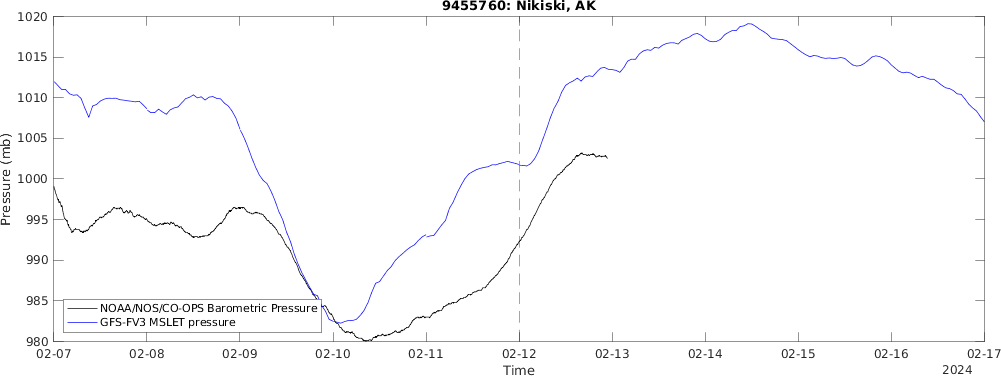 9455760: Nikiski, AK
1020
1015
1010
1005
1000
995
990
985
980
Pressure (mb)
NOAA/NOS/CO-OPS Barometric Pressure
GFS-FV3 MSLET pressure
02-07 02-08 02-09 02-10 02-11 02-12 02-13 02-14 02-15 02-16 02-17
Time
2024